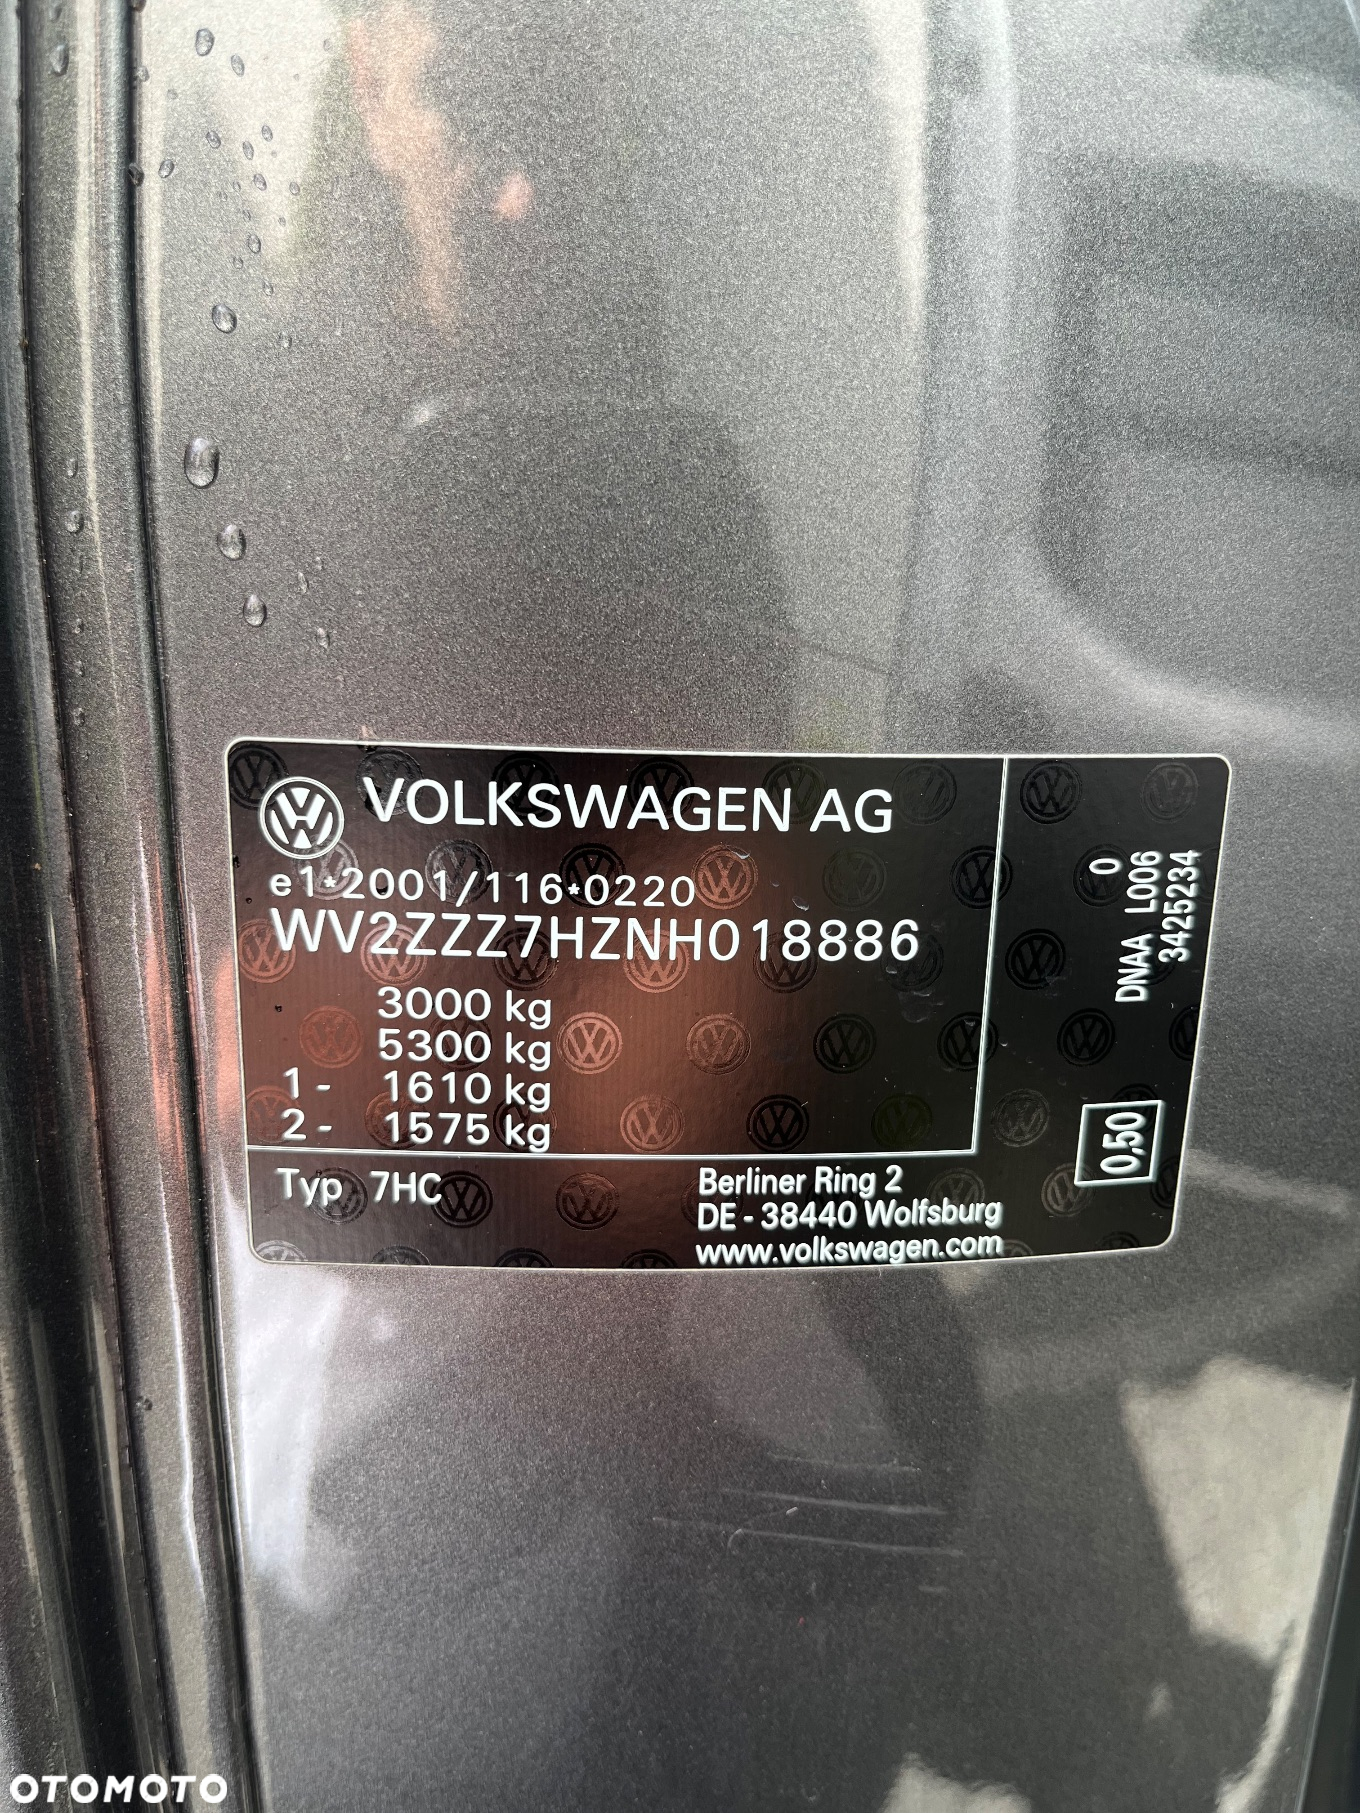 VOLKSWAGEN AG
e1*2001/116*0220
WV2ZZZ7HZNH018886
3000 kg
5300 kg
1- 1610 kg
2- 1575 kg
Typ 7HC
Berliner Ring 2
DE - 38440 Wolfsburg
www.volkswagen.com
0
DNAA L006
3425234
0,50
OTOMOTO